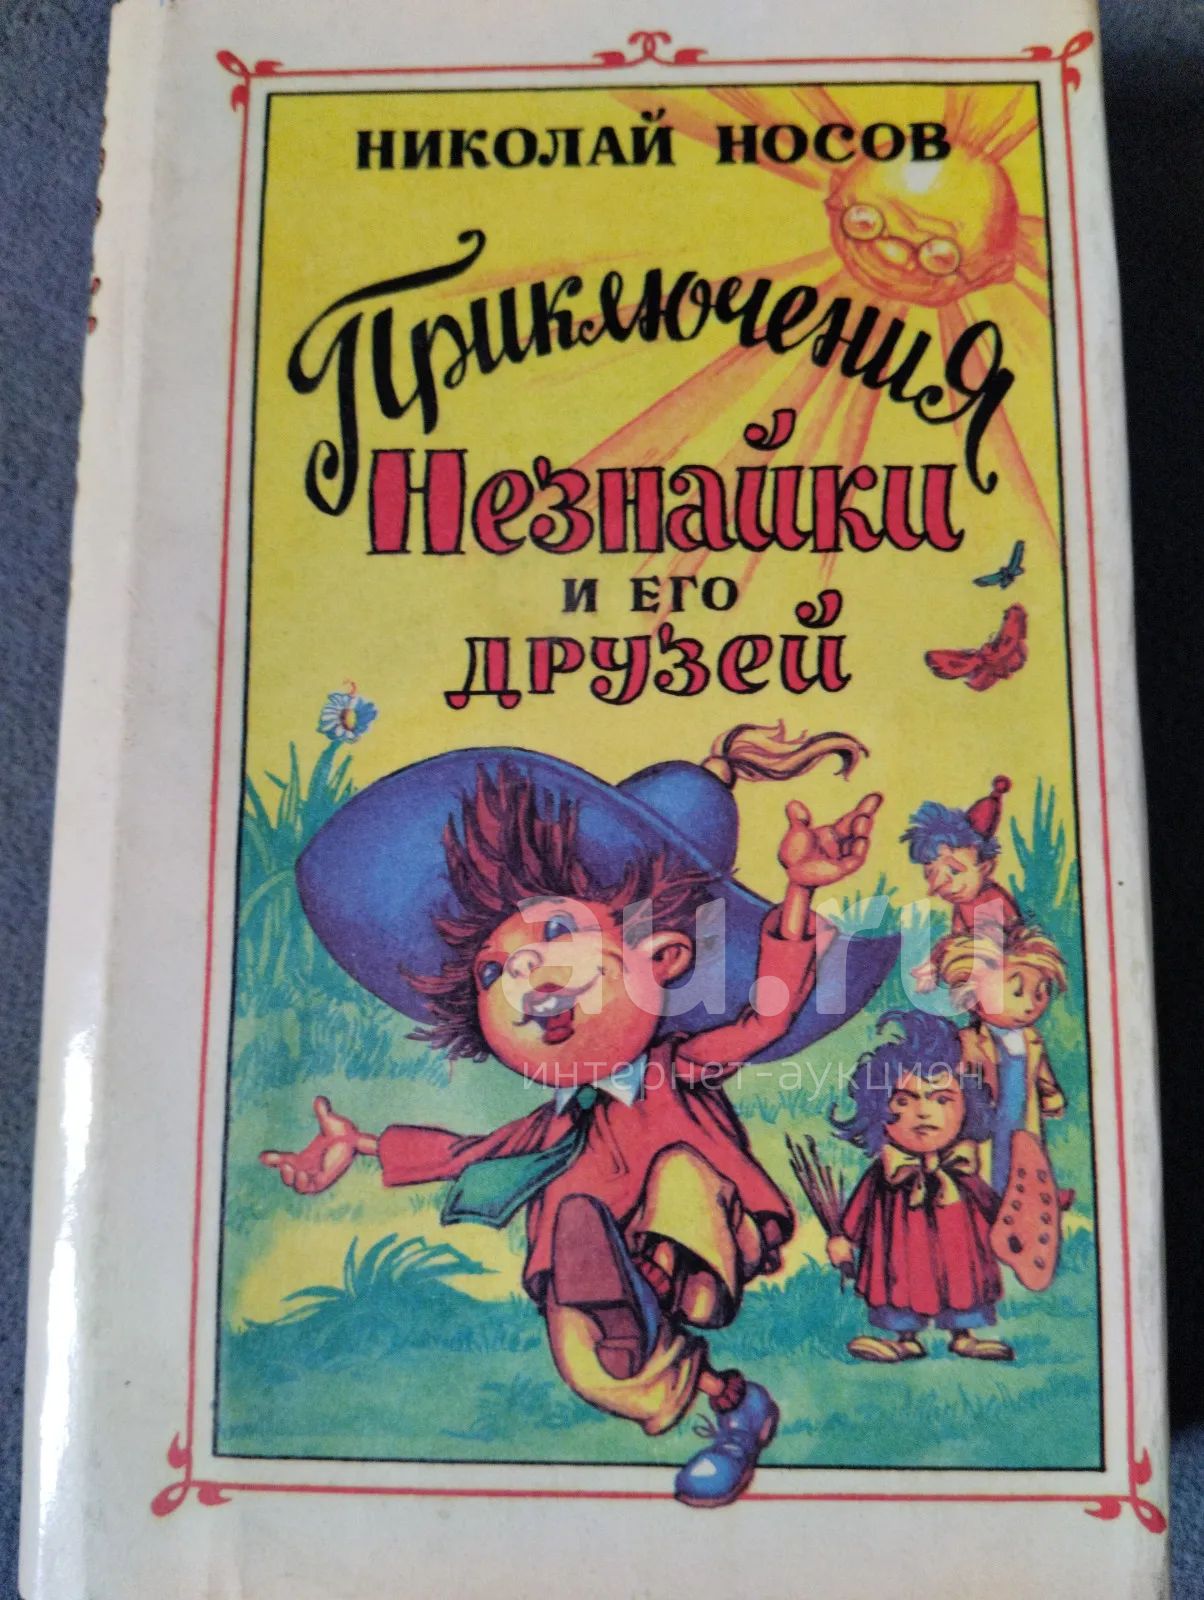 НИКОЛАЙ НОСОВ
Приключения
Незнайки
И ЕГО
ДРУЗЕЙ
au.ru
интернет-аукцион